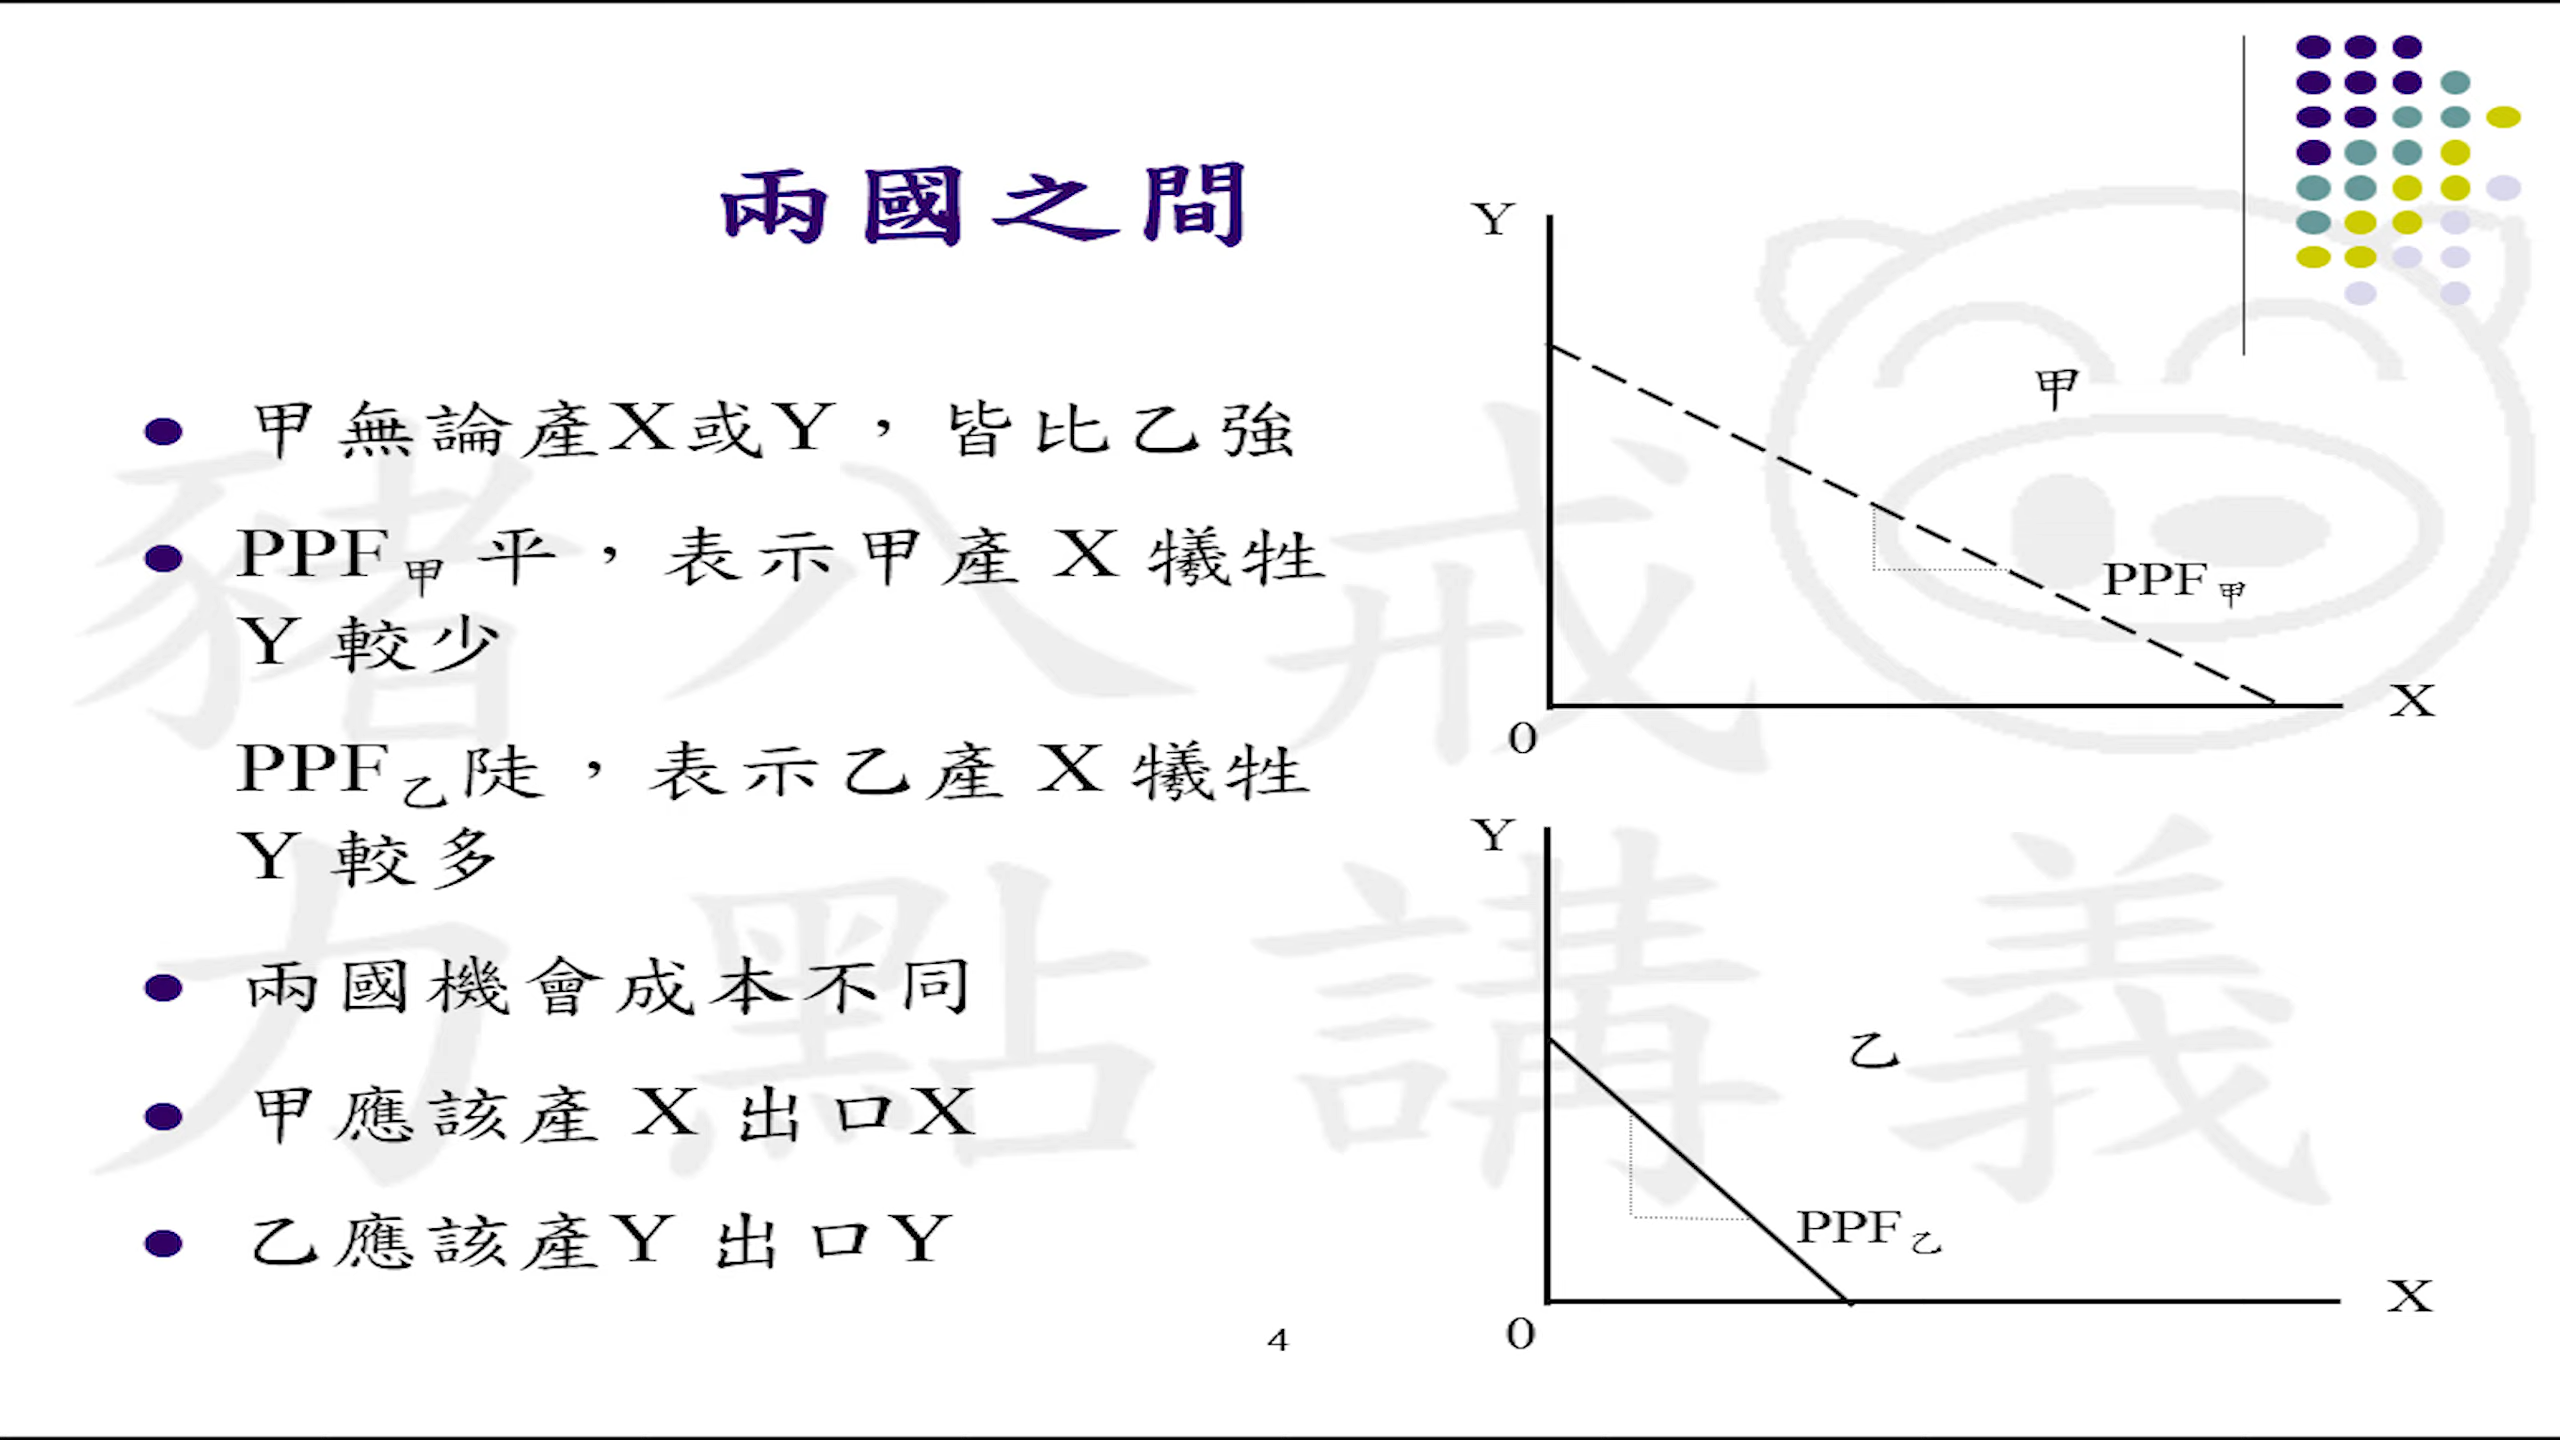 兩國之間
甲無論產X或Y，皆比乙強
PPF甲平，表示甲產 X 犧牲
Y 較少
PPF乙陡，表示乙產 X 犧牲
Y 較多
兩國機會成本不同
甲應該產 X 出口X
乙應該產Y 出口Y
4
Y
甲
PPF甲
X
0
Y
乙
PPF乙
X
0
豬八戒
力點講義